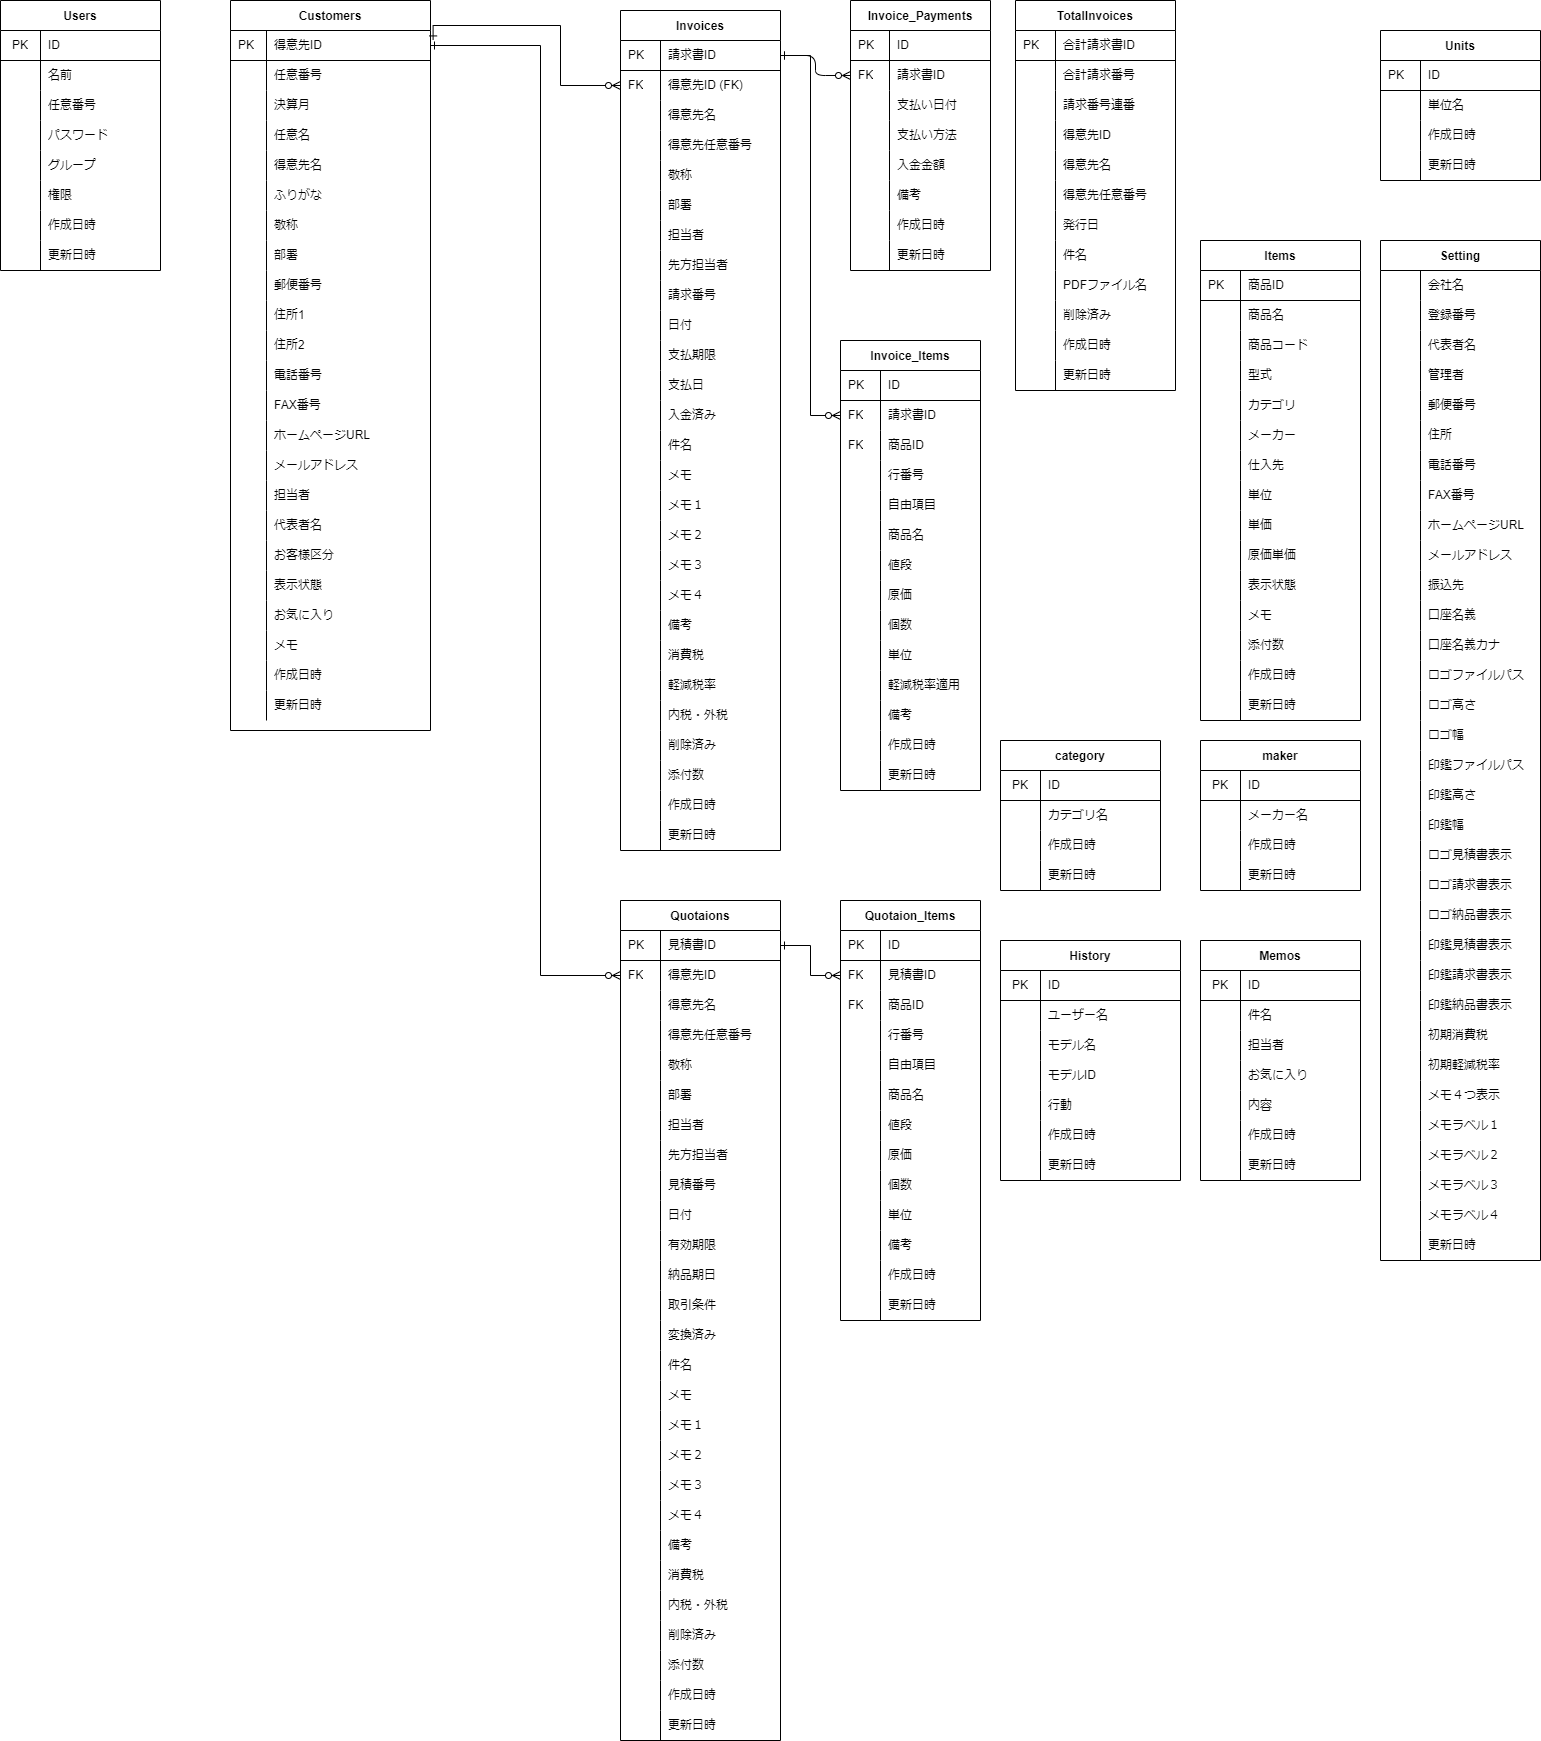 Users
PK ID
名前
任意番号
パスワード
グループ
権限
作成日時
更新日時
Customers
PK 得意先ID
任意番号
決算月
任意名
得意先名
ふりがな
敬称
部署
郵便番号
住所1
住所2
電話番号
FAX番号
ホームページURL
メールアドレス
担当者
代表者名
お客様区分
表示状態
お気に入り
メモ
作成日時
更新日時
Invoices
PK 請求書ID
FK 得意先ID (FK)
得意先名
得意先任意番号
敬称
部署
担当者
先方担当者
請求番号
日付
支払期限
支払日
入金済み
件名
メモ
メモ１
メモ２
メモ３
メモ４
備考
消費税
軽減税率
内税・外税
削除済み
添付数
作成日時
更新日時
Invoice_Payments
PK ID
FK 請求書ID
支払い日付
支払い方法
入金金額
備考
作成日時
更新日時
Invoice_Items
PK ID
FK 請求書ID
FK 商品ID
行番号
自由項目
商品名
値段
原価
個数
単位
軽減税率適用
備考
作成日時
更新日時
TotalInvoices
PK 合計請求書ID
合計請求番号
請求番号連番
得意先ID
得意先名
得意先任意番号
発行日
件名
PDFファイル名
削除済み
作成日時
更新日時
Units
PK ID
単位名
作成日時
更新日時
Items
PK 商品ID
商品名
商品コード
型式
カテゴリ
メーカー
仕入先
単位
単価
原価単価
表示状態
メモ
添付数
作成日時
更新日時
Setting
会社名
登録番号
代表者名
管理者
郵便番号
住所
電話番号
FAX番号
ホームページURL
メールアドレス
振込先
口座名義
口座名義カナ
ロゴファイルパス
ロゴ高さ
ロゴ幅
印鑑ファイルパス
印鑑高さ
印鑑幅
ロゴ見積書表示
ロゴ請求書表示
ロゴ納品書表示
印鑑見積書表示
印鑑請求書表示
印鑑納品書表示
初期消費税
初期軽減税率
メモ４つ表示
メモラベル１
メモラベル２
メモラベル３
メモラベル４
更新日時
category
PK ID
カテゴリ名
作成日時
更新日時
maker
PK ID
メーカー名
作成日時
更新日時
Quotaions
PK 見積書ID
FK 得意先ID
得意先名
得意先任意番号
敬称
部署
担当者
先方担当者
見積番号
日付
有効期限
納品期日
取引条件
変換済み
件名
メモ
メモ１
メモ２
メモ３
メモ４
備考
消費税
内税・外税
削除済み
添付数
作成日時
更新日時
Quotaion_Items
PK ID
FK 見積書ID
FK 商品ID
行番号
自由項目
商品名
値段
原価
個数
単位
備考
作成日時
更新日時
History
PK ID
ユーザー名
モデル名
モデルID
行動
作成日時
更新日時
Memos
PK ID
件名
担当者
お気に入り
内容
作成日時
更新日時